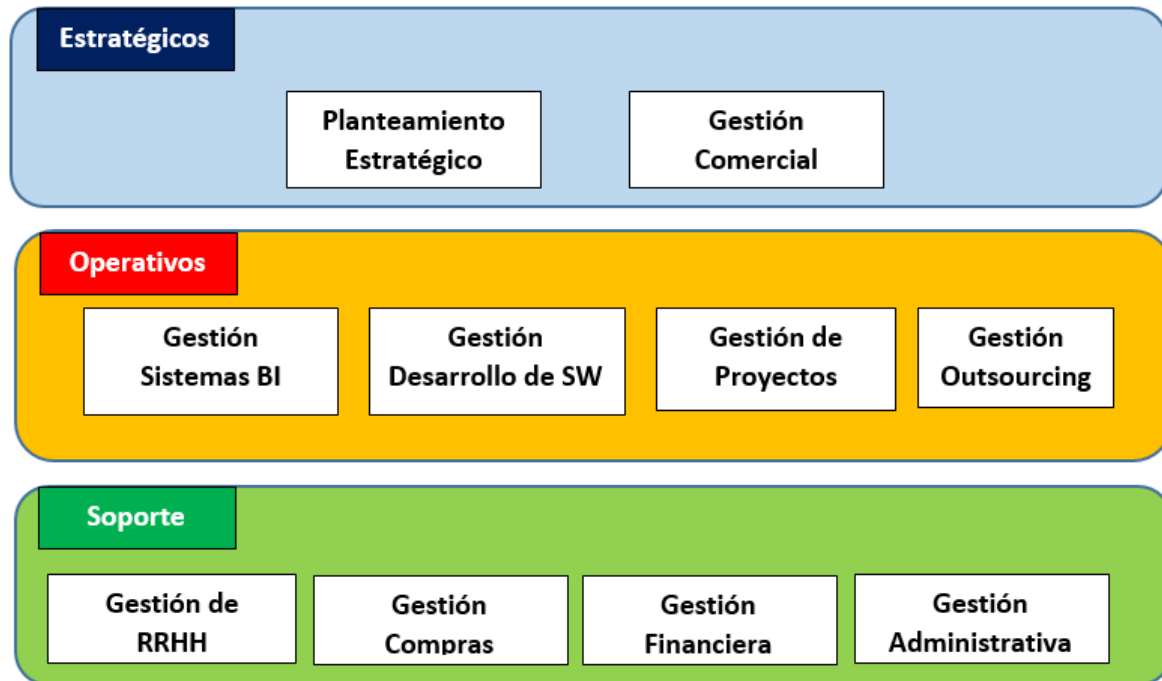 Estratégicos
Planteamiento
Estratégico
Gestión
Comercial
Operativos
Gestión
Sistemas BI
Gestión
Desarrollo de SW
Gestión de
Proyectos
Gestión
Outsourcing
Soporte
Gestión de
RRHH
Gestión
Compras
Gestión
Financiera
Gestión
Administrativa